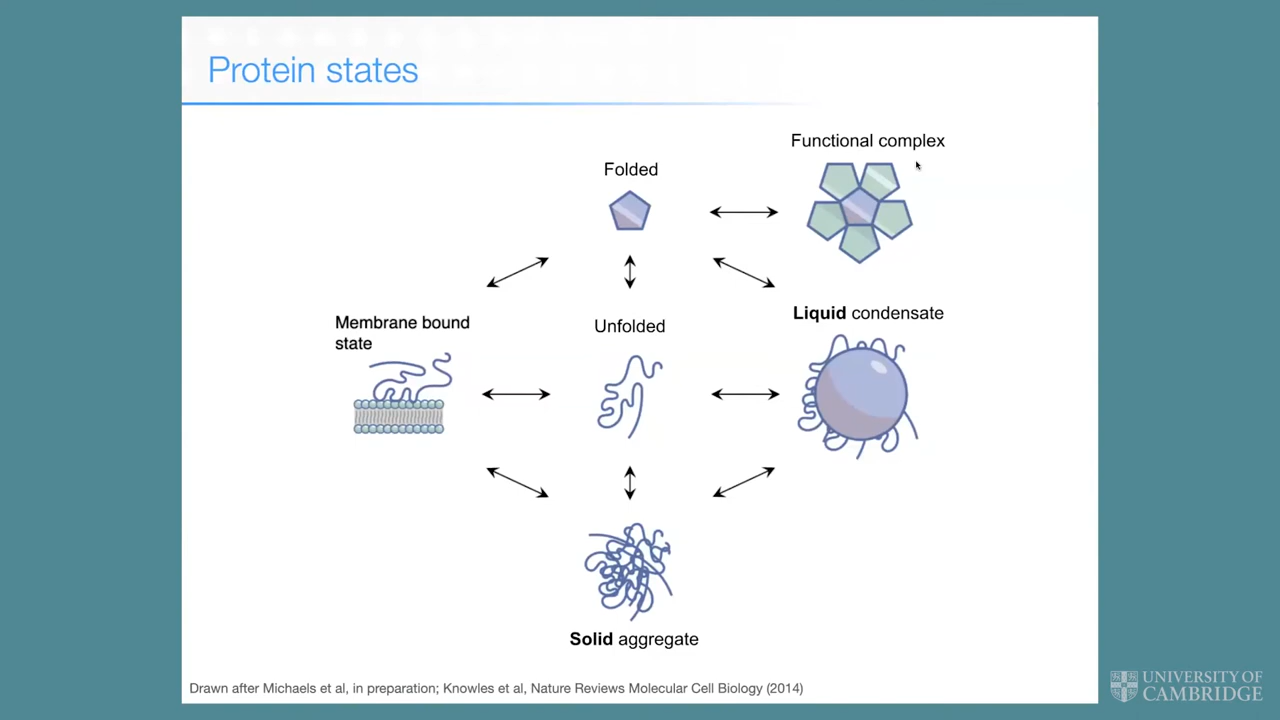 Protein states
Functional complex
Folded
Liquid condensate
Membrane bound
state
Unfolded
Solid aggregate
Drawn after Michaels et al, in preparation; Knowles et al, Nature Reviews Molecular Cell Biology (2014)
UNIVERSITY OF
CAMBRIDGE